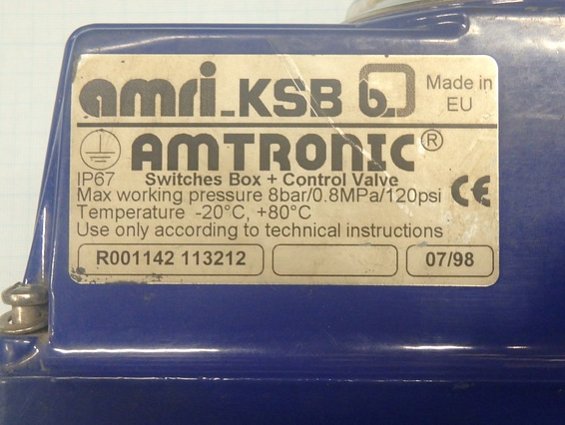 amri_KSB b
Made in
EU
AMTRONIC®
IP67 Switches Box + Control Valve
Max working pressure 8bar/0.8MPa/120psi CE
Temperature -20°C, +80°C
Use only according to technical instructions
R001142 113212 07/98